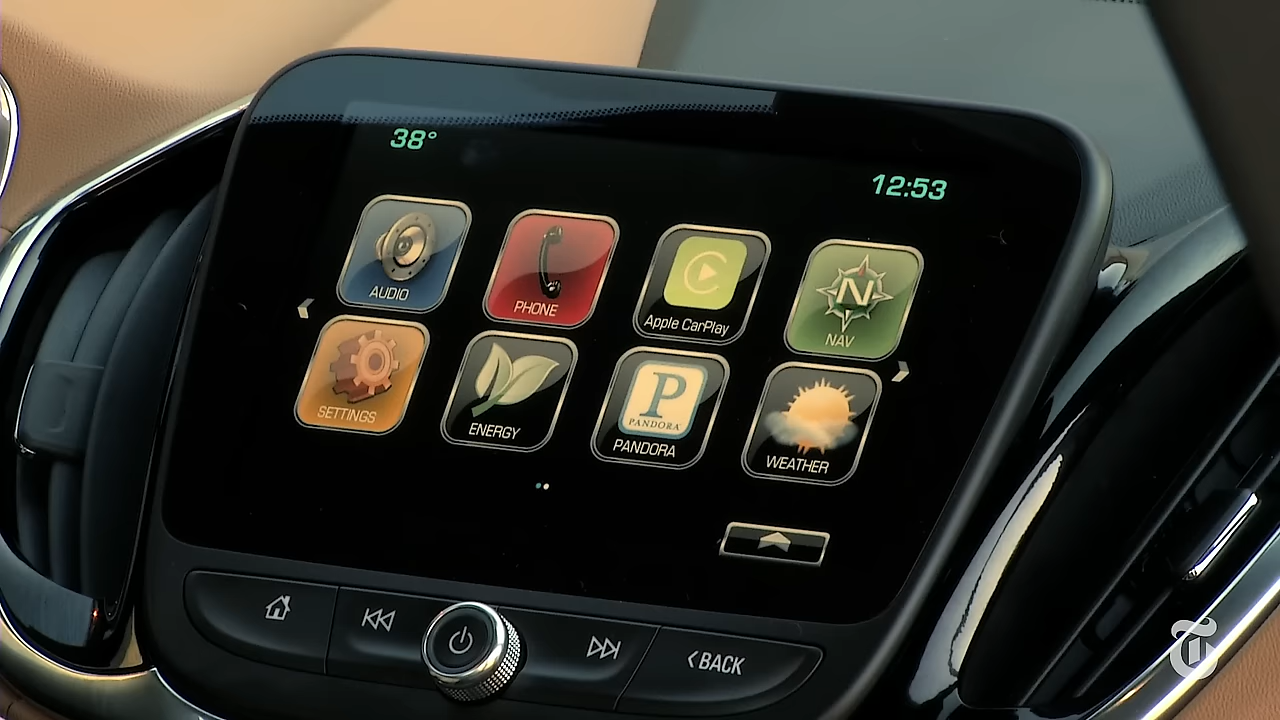 38°
12:53
AUDIO
PHONE
Apple CarPlay
N
NAV
SETTINGS
ENERGY
P
PANDORA
PANDORA
WEATHER
BACK
T